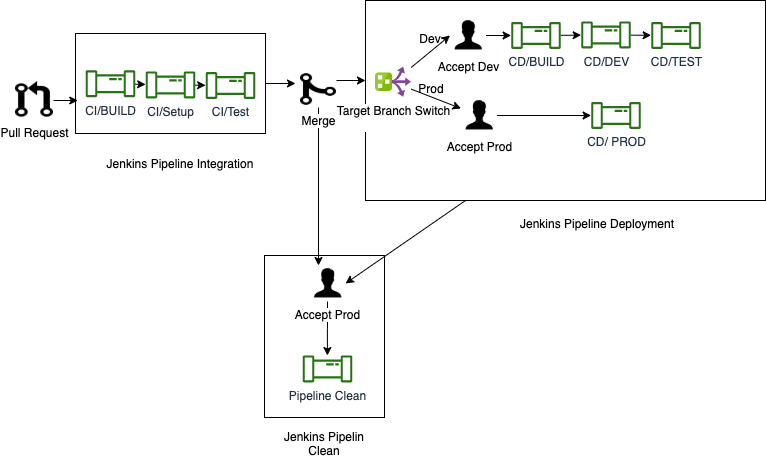 Pull Request
CI/BUILD
CI/Setup
CI/Test
Jenkins Pipeline Integration
Merge
Target Branch Switch
Dev
Prod
Accept Dev
CD/BUILD
CD/DEV
CD/TEST
Accept Prod
CD/ PROD
Jenkins Pipeline Deployment
Accept Prod
Pipeline Clean
Jenkins Pipelin
Clean